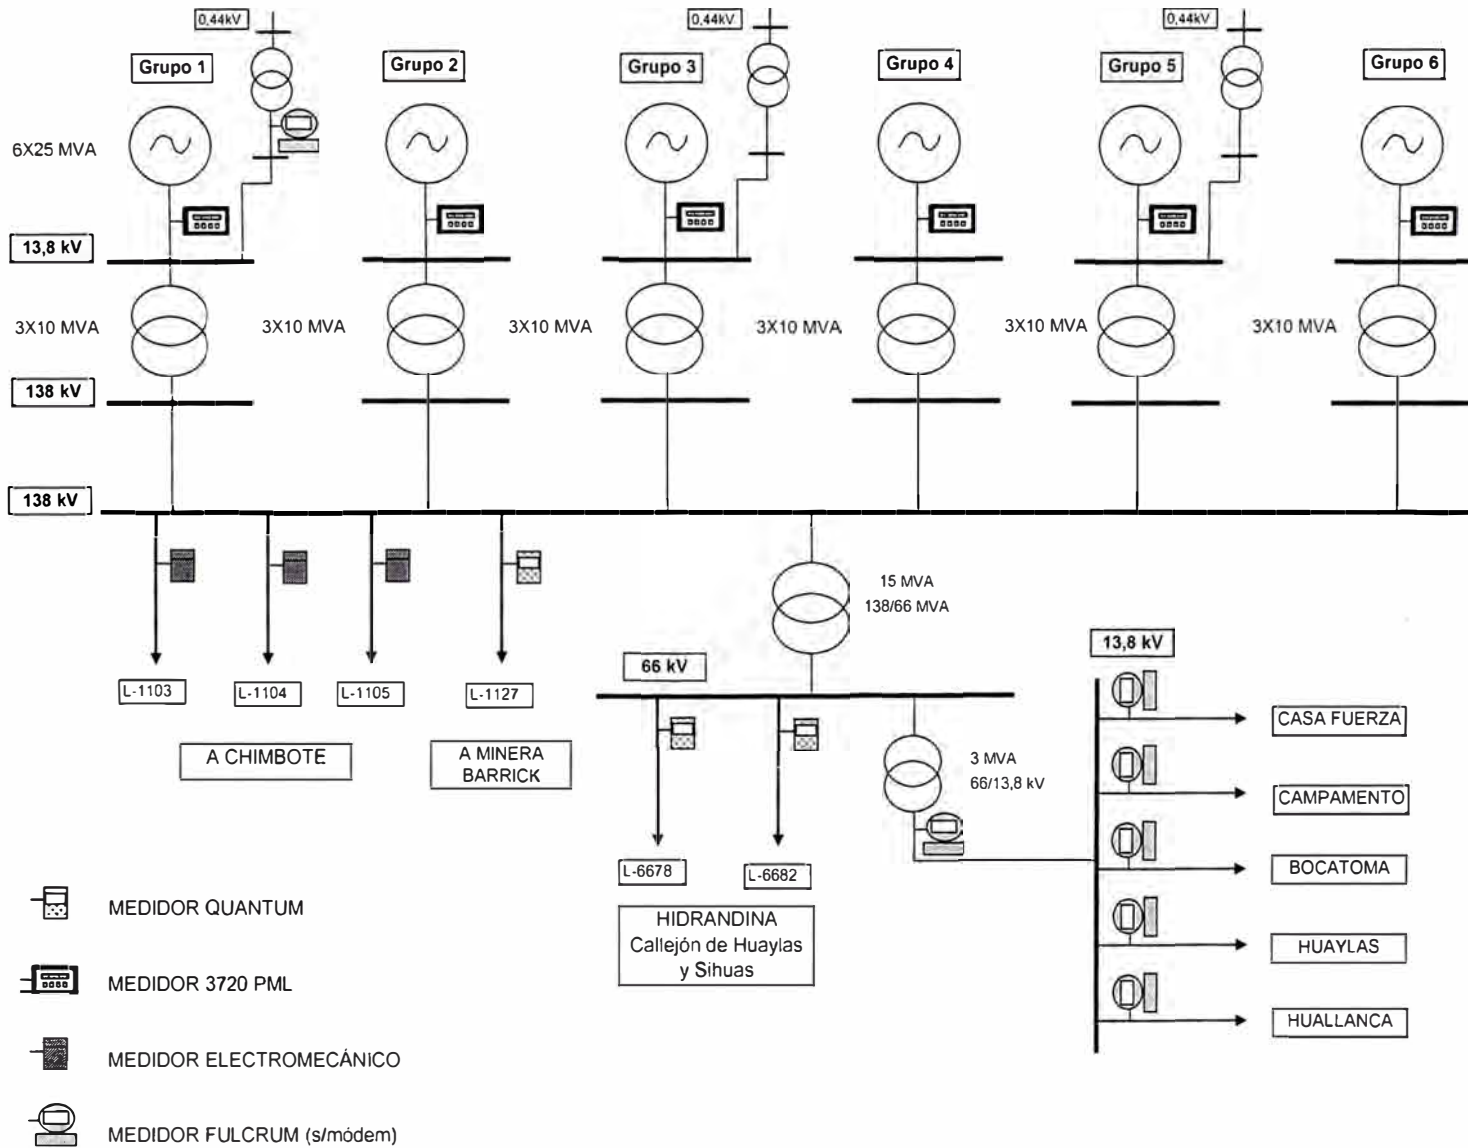 0,44kV
0,44kV
0,44kV
Grupo 1
Grupo 2
Grupo 3
Grupo 4
Grupo 5
Grupo 6
6X25 MVA
13,8 kV
3X10 MVA
3X10 MVA
3X10 MVA
3X10 MVA
3X10 MVA
3X10 MVA
138 kV
138 kV
15 MVA
138/66 MVA
L-1103
L-1104
L-1105
L-1127
A CHIMBOTE
A MINERA
BARRICK
66 kV
13,8 kV
3 MVA
66/13,8 kV
L-6678
L-6682
HIDRANDINA
Callejón de Huaylas
y Sihuas
CASA FUERZA
CAMPAMENTO
BOCATOMA
HUAYLAS
HUALLANCA
MEDIDOR QUANTUM
MEDIDOR 3720 PML
MEDIDOR ELECTROMECÁNICO
MEDIDOR FULCRUM (s/módem)